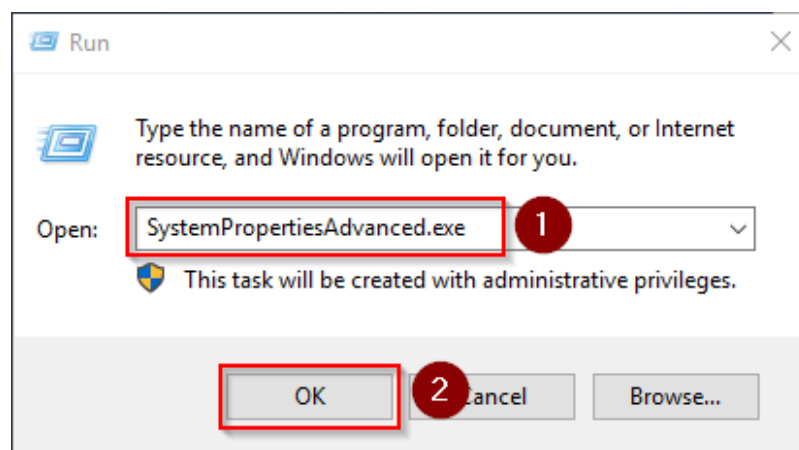 Run
Type the name of a program, folder, document, or Internet
resource, and Windows will open it for you.
Open: SystemPropertiesAdvanced.exe 1
This task will be created with administrative privileges.
OK 2 ancel Browse...